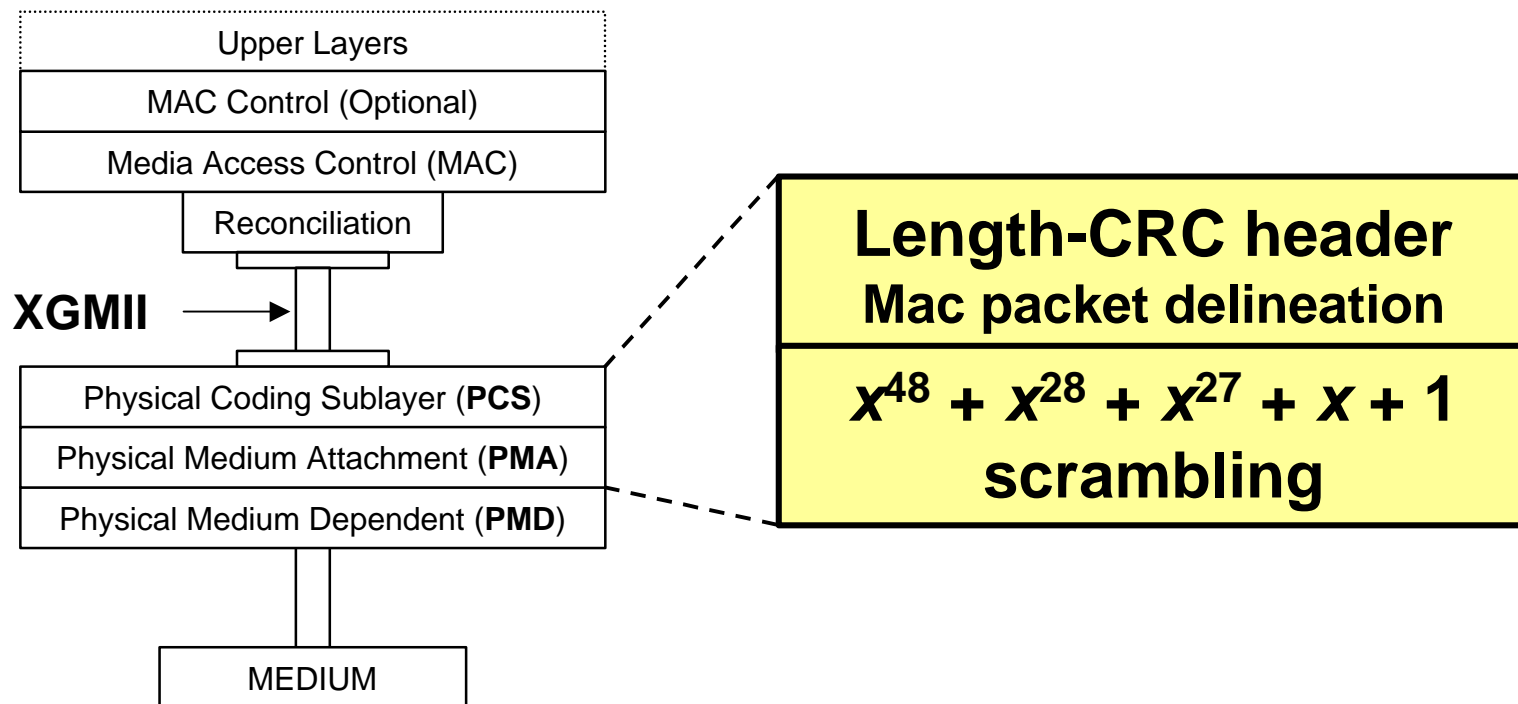 Upper Layers
MAC Control (Optional)
Media Access Control (MAC)
Reconciliation
XGMII
Physical Coding Sublayer (PCS)
Physical Medium Attachment (PMA)
Physical Medium Dependent (PMD)
MEDIUM
Length-CRC header
Mac packet delineation
x⁴⁸ + x²⁸ + x²⁷ + x + 1
scrambling